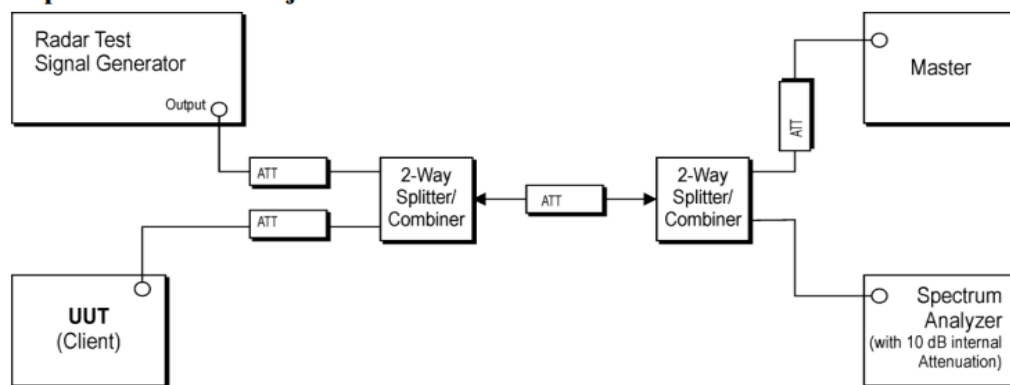 Radar Test
Signal Generator
Output
Master
ATT
ATT
2-Way
Splitter/
Combiner
ATT
2-Way
Splitter/
Combiner
ATT
UUT
(Client)
Spectrum
Analyzer
(with 10 dB internal
Attenuation)